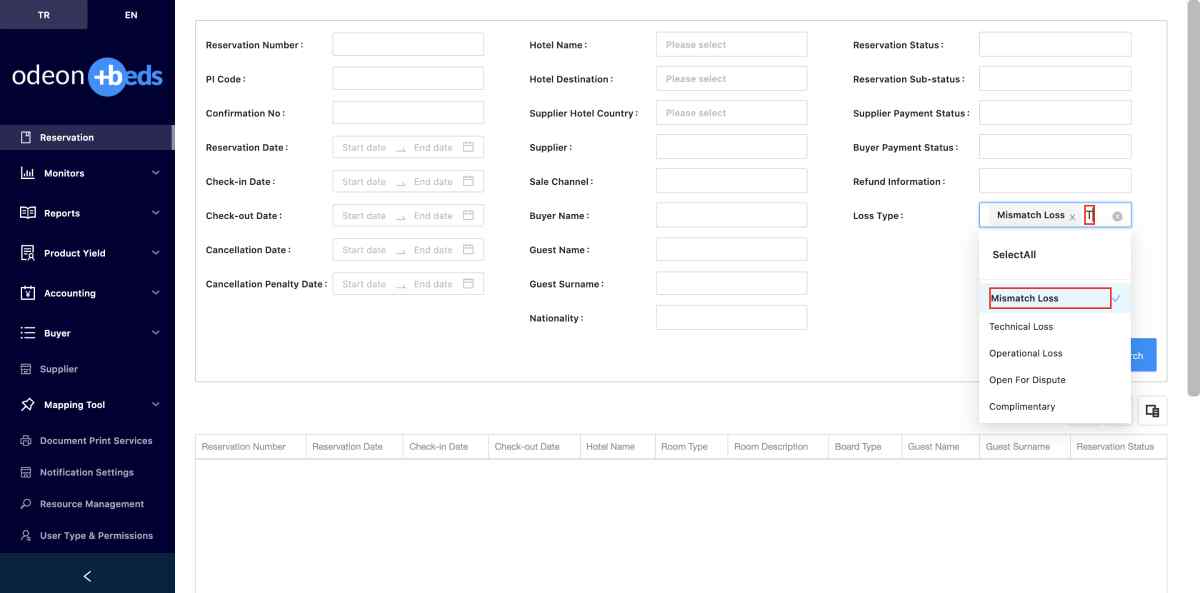 TR
EN
odeon +beds
Reservation
Monitors
Reports
Product Yield
Accounting
Buyer
Supplier
Mapping Tool
Document Print Services
Notification Settings
Resource Management
User Type & Permissions
Reservation Number :
PI Code :
Confirmation No :
Reservation Date : Start date End date
Check-in Date : Start date End date
Check-out Date : Start date End date
Cancellation Date : Start date End date
Cancellation Penalty Date : Start date End date
Hotel Name : Please select
Hotel Destination : Please select
Supplier Hotel Country : Please select
Supplier :
Sale Channel :
Buyer Name :
Guest Name :
Guest Surname :
Nationality :
Reservation Status :
Reservation Sub-status :
Supplier Payment Status :
Buyer Payment Status :
Refund Information :
Loss Type : Mismatch Loss x T
SelectAll
Mismatch Loss
Technical Loss
Operational Loss
Open For Dispute
Complimentary
rch
Reservation Number Reservation Date Check-in Date Check-out Date Hotel Name Room Type Room Description Board Type Guest Name Guest Surname Reservation Status